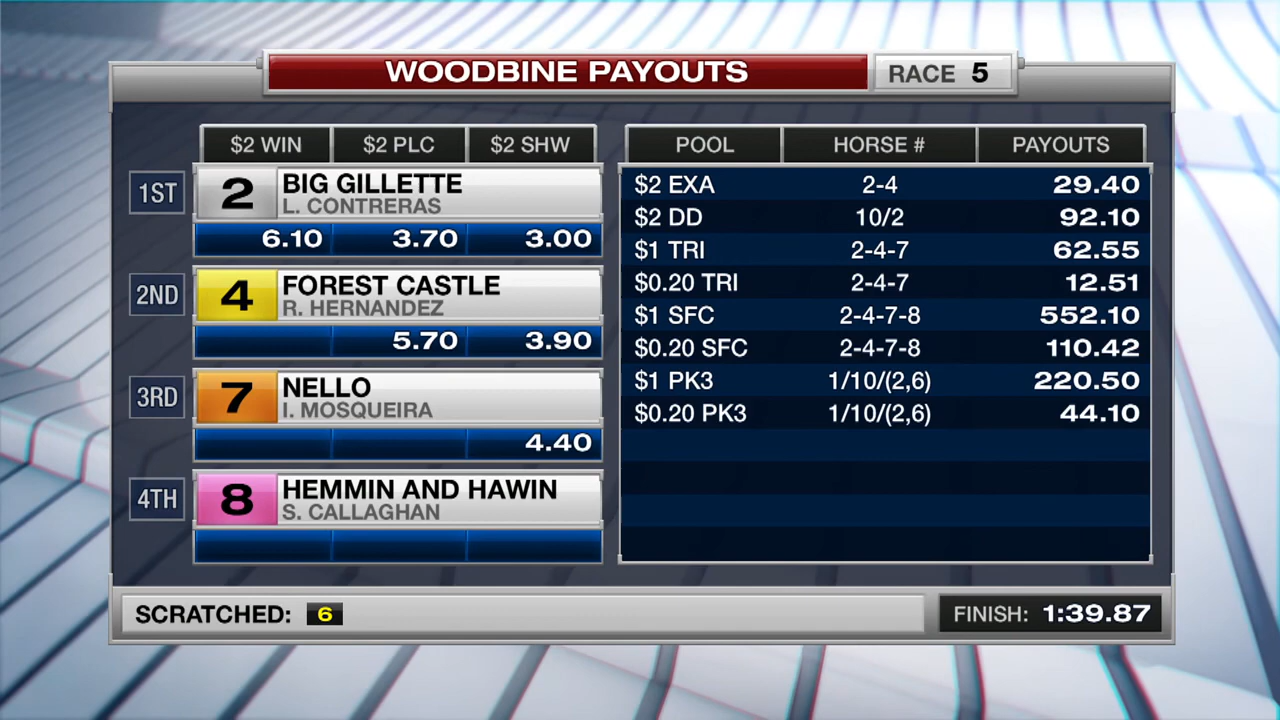 WOODBINE PAYOUTS RACE 5
$2 WIN $2 PLC $2 SHW
1ST 2 BIG GILLETTE
L. CONTRERAS
6.10 3.70 3.00
2ND 4 FOREST CASTLE
R. HERNANDEZ
5.70 3.90
3RD 7 NELLO
I. MOSQUEIRA
4.40
4TH 8 HEMMIN AND HAWIN
S. CALLAGHAN
POOL HORSE # PAYOUTS
$2 EXA 2-4 29.40
$2 DD 10/2 92.10
$1 TRI 2-4-7 62.55
$0.20 TRI 2-4-7 12.51
$1 SFC 2-4-7-8 552.10
$0.20 SFC 2-4-7-8 110.42
$1 PK3 1/10/(2,6) 220.50
$0.20 PK3 1/10/(2,6) 44.10
SCRATCHED: 6
FINISH: 1:39.87